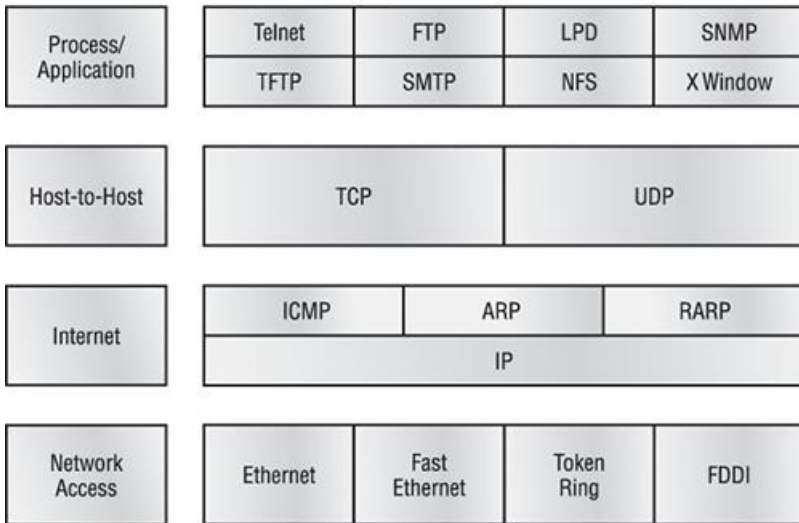 Process/
Application
Telnet FTP LPD SNMP
TFTP SMTP NFS X Window
Host-to-Host
TCP UDP
Internet
ICMP ARP RARP
IP
Network
Access
Ethernet
Fast
Ethernet
Token
Ring
FDDI